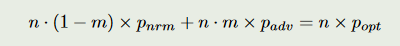 n · (1 − m) × p_nrm + n · m × p_adv = n × p_opt